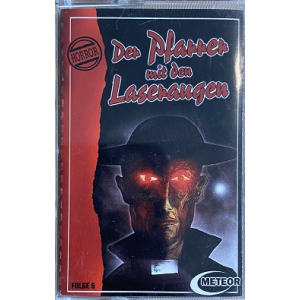 HORROR
Der Pfarrer
mit den
Laseraugen
FOLGE 6
METEOR